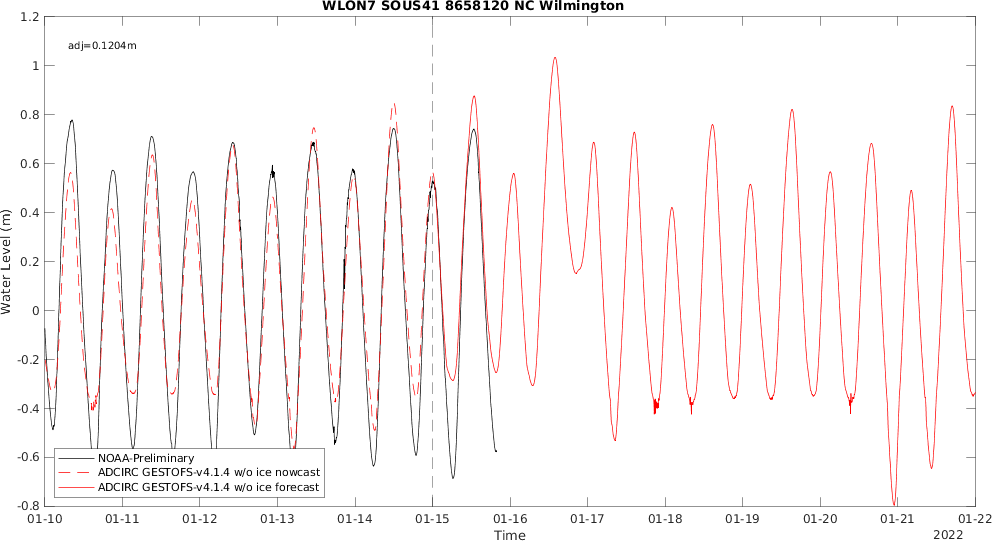 WLON7 SOUS41 8658120 NC Wilmington
adj=0.1204m
1.2
1
0.8
0.6
0.4
0.2
0
-0.2
-0.4
-0.6
-0.8
Water Level (m)
NOAA-Preliminary
ADCIRC GESTOFS-v4.1.4 w/o ice nowcast
ADCIRC GESTOFS-v4.1.4 w/o ice forecast
01-10 01-11 01-12 01-13 01-14 01-15 01-16 01-17 01-18 01-19 01-20 01-21 01-22
Time
2022